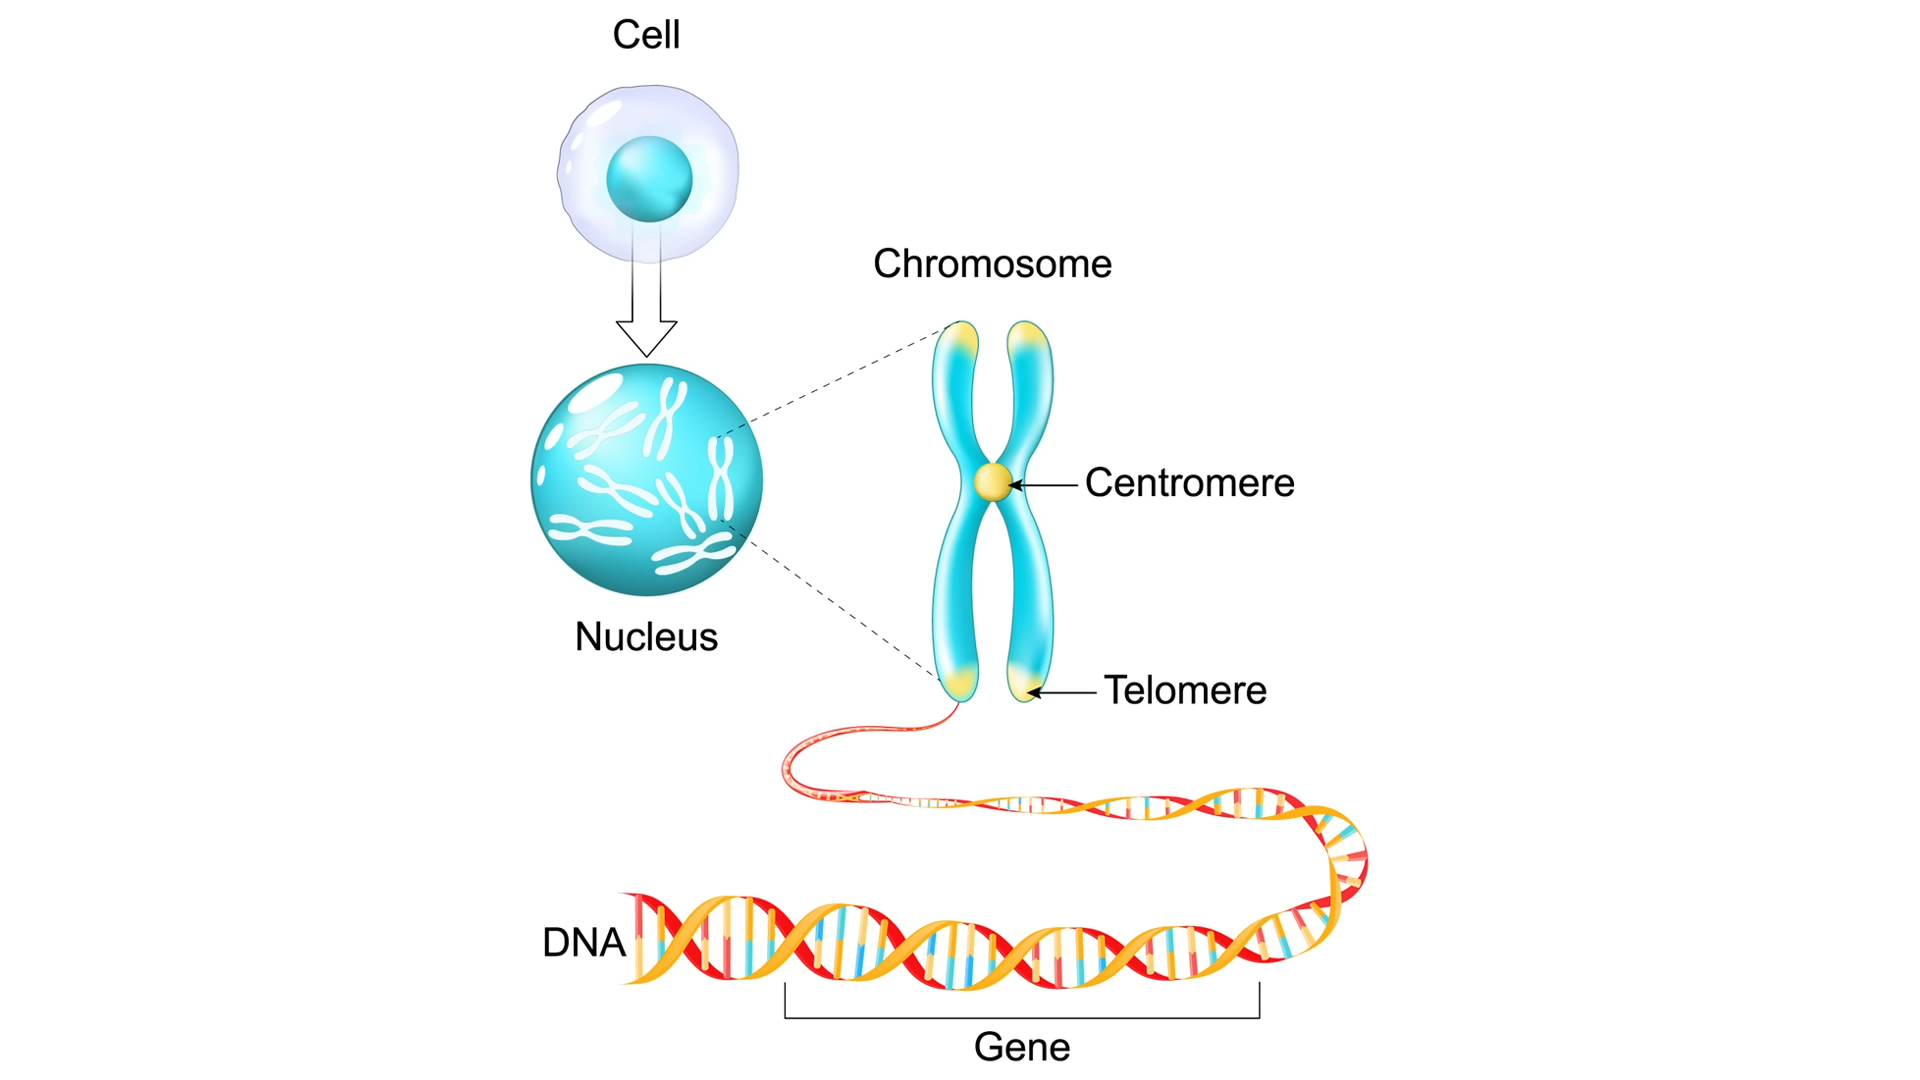 Cell
Chromosome
Centromere
Nucleus
Telomere
DNA
Gene